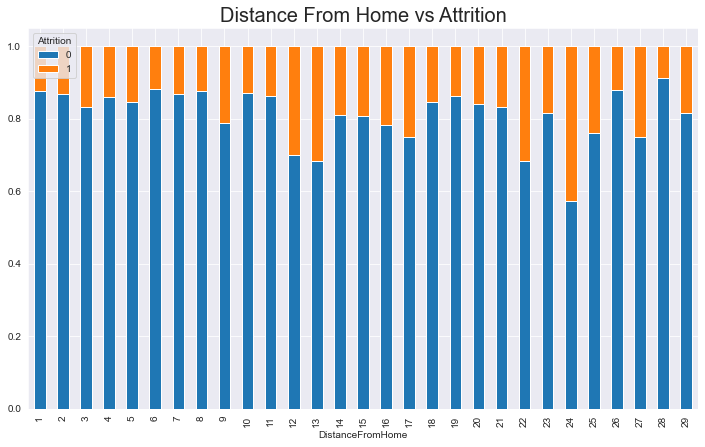 Distance From Home vs Attrition
Attrition
0
1
1.0
0.8
0.6
0.4
0.2
0.0
1 2 3 4 5 6 7 8 9 10 11 12 13 14 15 16 17 18 19 20 21 22 23 24 25 26 27 28 29
DistanceFromHome